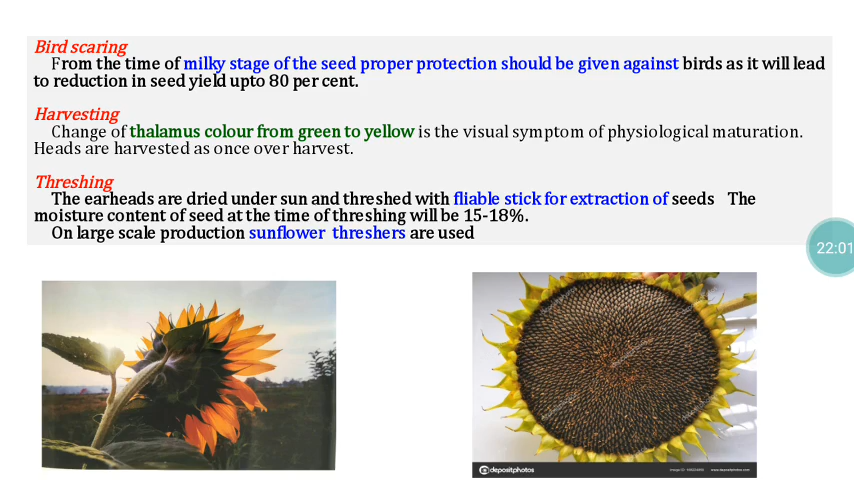 Bird scaring
From the time of milky stage of the seed proper protection should be given against birds as it will lead
to reduction in seed yield upto 80 per cent.
Harvesting
Change of thalamus colour from green to yellow is the visual symptom of physiological maturation.
Heads are harvested as once over harvest.
Threshing
The earheads are dried under sun and threshed with fliable stick for extraction of seeds The
moisture content of seed at the time of threshing will be 15-18%.
On large scale production sunflower threshers are used
22:01
depositphotos
www.depositphotos.com